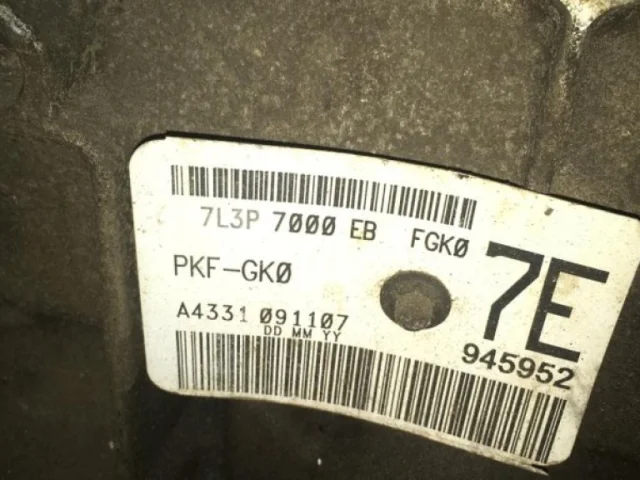 7L3P 7000 EB FGK0
PKF-GK0
7E
A4331 091107
DD MM YY
945952